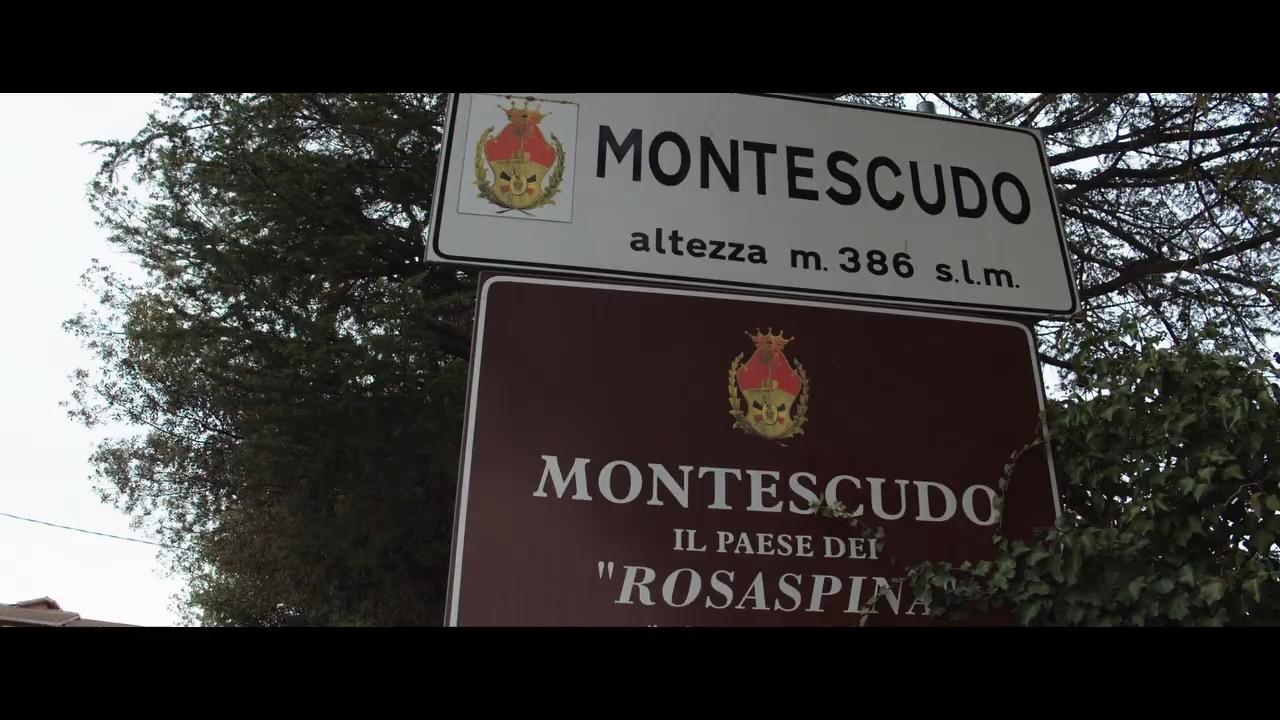 MONTESCUDO
altezza m. 386 s.l.m.
MONTESCUDO
IL PAESE DEI
"ROSASPINA"